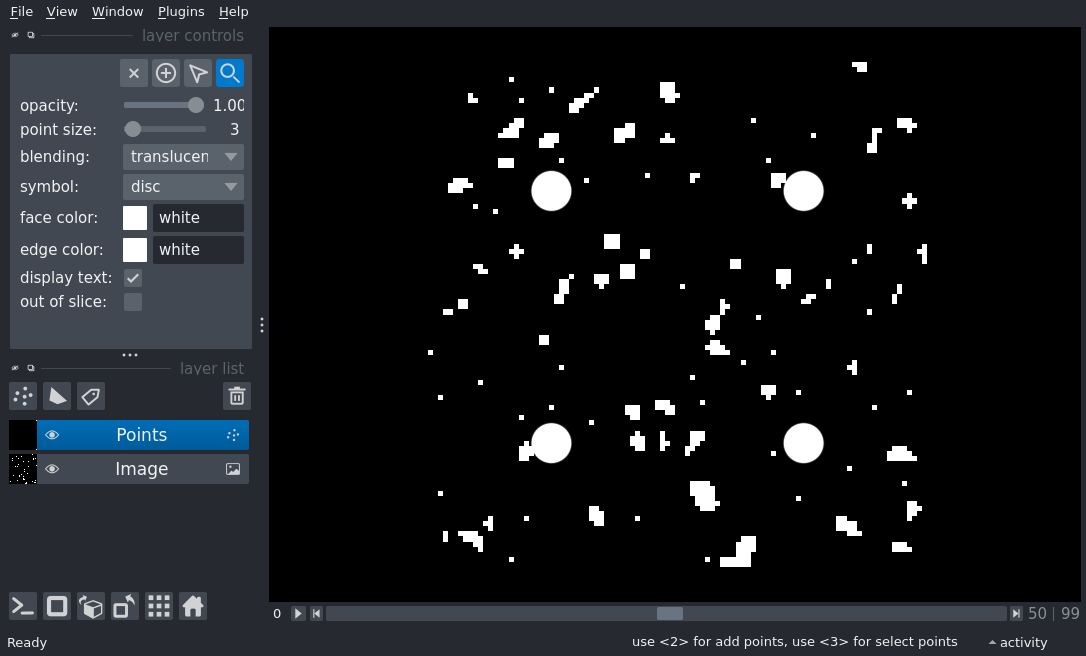 File View Window Plugins Help
layer controls
opacity: 1.00
point size: 3
blending: translucen
symbol: disc
face color: white
edge color: white
display text:
out of slice:
layer list
Points
Image
0 50 | 99
Ready use <2> for add points, use <3> for select points activity